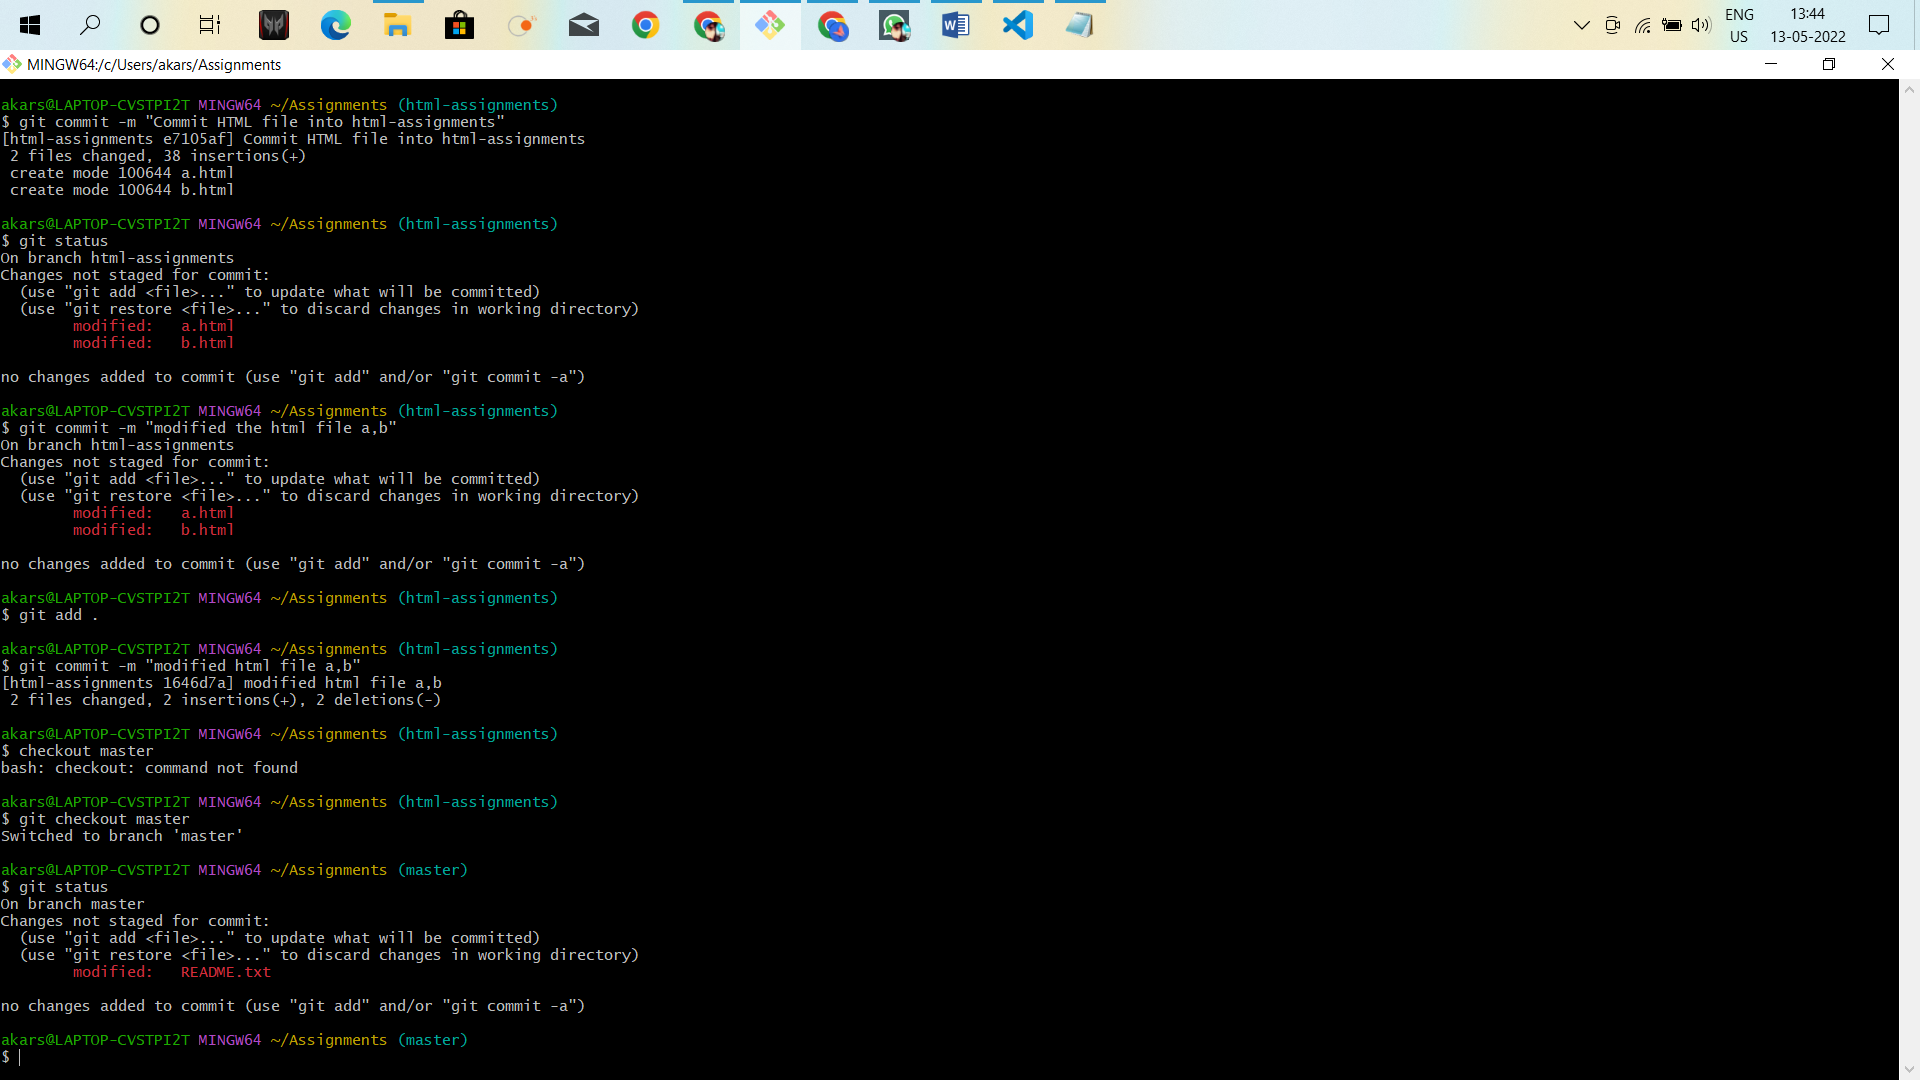 ENG
US
13:44
13-05-2022
MINGW64:/c/Users/akars/Assignments
akars@LAPTOP-CVSTPI2T MINGW64 ~/Assignments (html-assignments)
$ git commit -m "Commit HTML file into html-assignments"
[html-assignments e7105af] Commit HTML file into html-assignments
 2 files changed, 38 insertions(+)
 create mode 100644 a.html
 create mode 100644 b.html
akars@LAPTOP-CVSTPI2T MINGW64 ~/Assignments (html-assignments)
$ git status
On branch html-assignments
Changes not staged for commit:
  (use "git add <file>..." to update what will be committed)
  (use "git restore <file>..." to discard changes in working directory)
        modified:   a.html
        modified:   b.html
no changes added to commit (use "git add" and/or "git commit -a")
akars@LAPTOP-CVSTPI2T MINGW64 ~/Assignments (html-assignments)
$ git commit -m "modified the html file a,b"
On branch html-assignments
Changes not staged for commit:
  (use "git add <file>..." to update what will be committed)
  (use "git restore <file>..." to discard changes in working directory)
        modified:   a.html
        modified:   b.html
no changes added to commit (use "git add" and/or "git commit -a")
akars@LAPTOP-CVSTPI2T MINGW64 ~/Assignments (html-assignments)
$ git add .
akars@LAPTOP-CVSTPI2T MINGW64 ~/Assignments (html-assignments)
$ git commit -m "modified html file a,b"
[html-assignments 1646d7a] modified html file a,b
 2 files changed, 2 insertions(+), 2 deletions(-)
akars@LAPTOP-CVSTPI2T MINGW64 ~/Assignments (html-assignments)
$ checkout master
bash: checkout: command not found
akars@LAPTOP-CVSTPI2T MINGW64 ~/Assignments (html-assignments)
$ git checkout master
Switched to branch 'master'
akars@LAPTOP-CVSTPI2T MINGW64 ~/Assignments (master)
$ git status
On branch master
Changes not staged for commit:
  (use "git add <file>..." to update what will be committed)
  (use "git restore <file>..." to discard changes in working directory)
        modified:   README.txt
no changes added to commit (use "git add" and/or "git commit -a")
akars@LAPTOP-CVSTPI2T MINGW64 ~/Assignments (master)
$